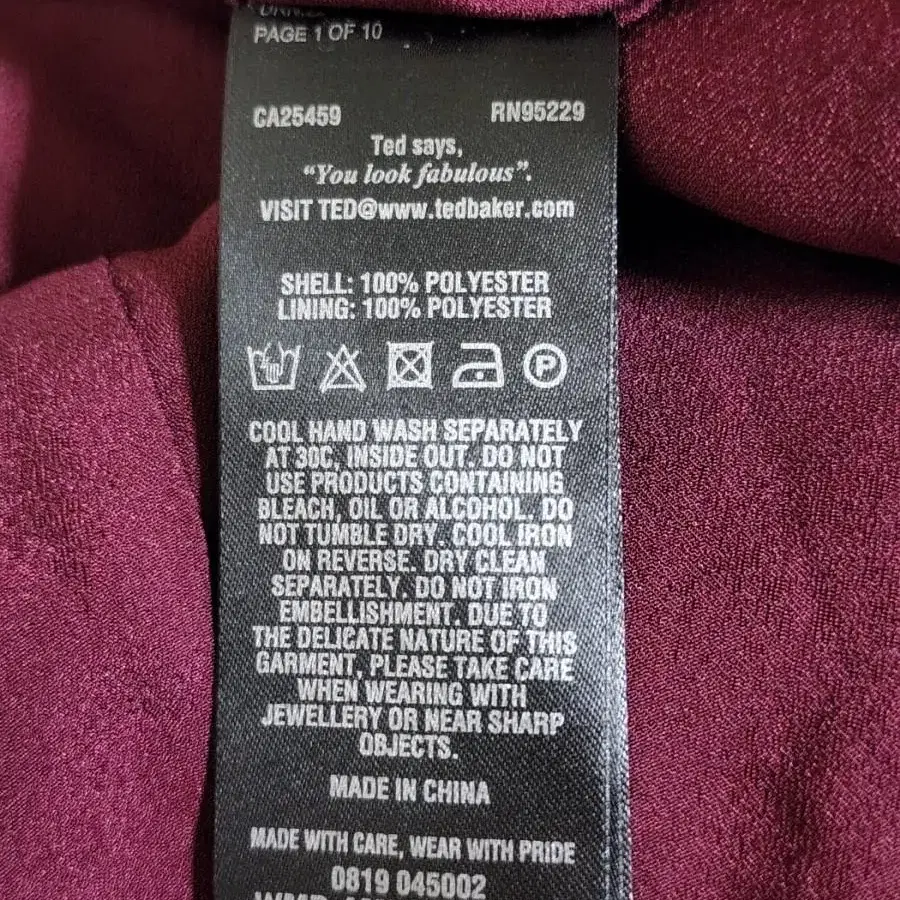 PAGE 1 OF 10
CA25459 RN95229
Ted says,
“You look fabulous”.
VISIT TED@www.tedbaker.com
SHELL: 100% POLYESTER
LINING: 100% POLYESTER
P
COOL HAND WASH SEPARATELY
AT 30C, INSIDE OUT. DO NOT
USE PRODUCTS CONTAINING
BLEACH, OIL OR ALCOHOL. DO
NOT TUMBLE DRY. COOL IRON
ON REVERSE. DRY CLEAN
SEPARATELY. DO NOT IRON
EMBELLISHMENT. DUE TO
THE DELICATE NATURE OF THIS
GARMENT, PLEASE TAKE CARE
WHEN WEARING WITH
JEWELLERY OR NEAR SHARP
OBJECTS.
MADE IN CHINA
MADE WITH CARE, WEAR WITH PRIDE
0819 045002